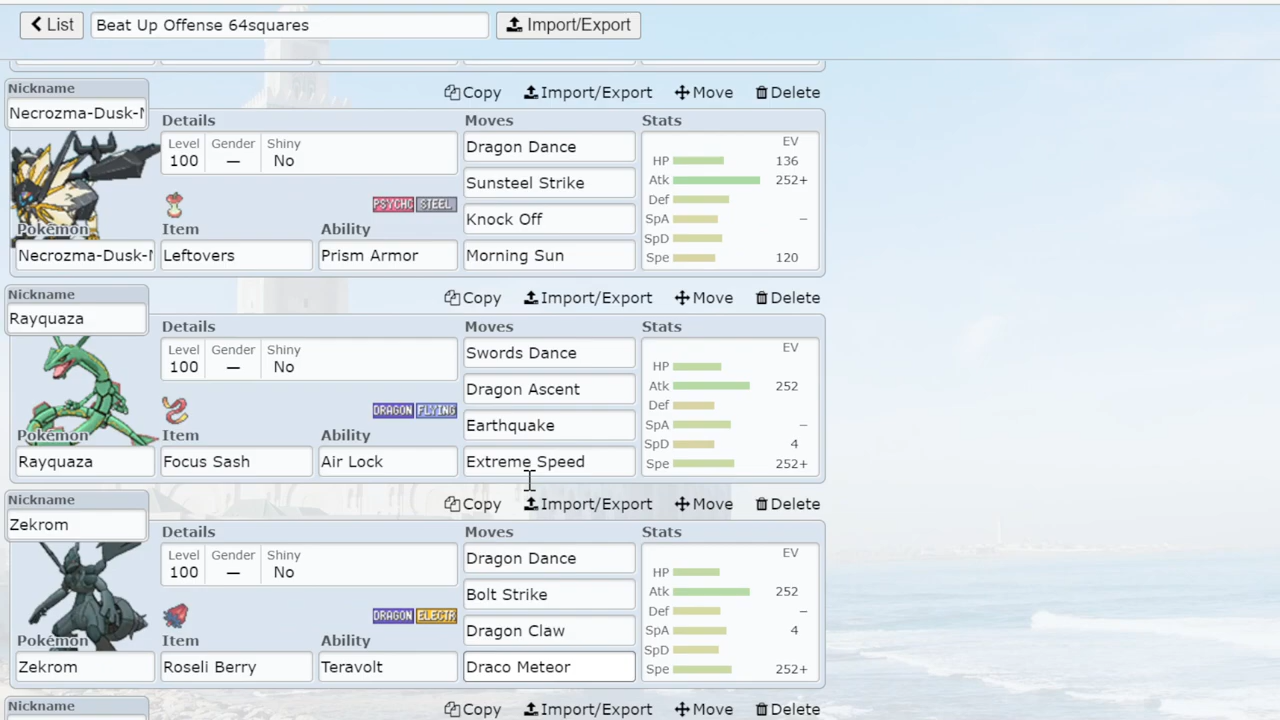 List
Beat Up Offense 64squares
Import/Export
Copy Import/Export Move Delete
Nickname
Necrozma-Dusk-
Details
Level Gender Shiny
100 — No
PSYCHC STEEL
Pokémon
Necrozma-Dusk-
Item
Leftovers
Ability
Prism Armor
Moves
Dragon Dance
Sunsteel Strike
Knock Off
Morning Sun
Stats
EV
HP 136
Atk 252+
Def
SpA –
SpD
Spe 120
Copy Import/Export Move Delete
Nickname
Rayquaza
Details
Level Gender Shiny
100 — No
DRAGON FLYING
Pokémon
Rayquaza
Item
Focus Sash
Ability
Air Lock
Moves
Swords Dance
Dragon Ascent
Earthquake
Extreme Speed
Stats
EV
HP
Atk 252
Def
SpA –
SpD 4
Spe 252+
Copy Import/Export Move Delete
Nickname
Zekrom
Details
Level Gender Shiny
100 — No
DRAGON ELECTR
Pokémon
Zekrom
Item
Roseli Berry
Ability
Teravolt
Moves
Dragon Dance
Bolt Strike
Dragon Claw
Draco Meteor
Stats
EV
HP
Atk 252
Def –
SpA 4
SpD
Spe 252+
Nickname
Copy Import/Export Move Delete